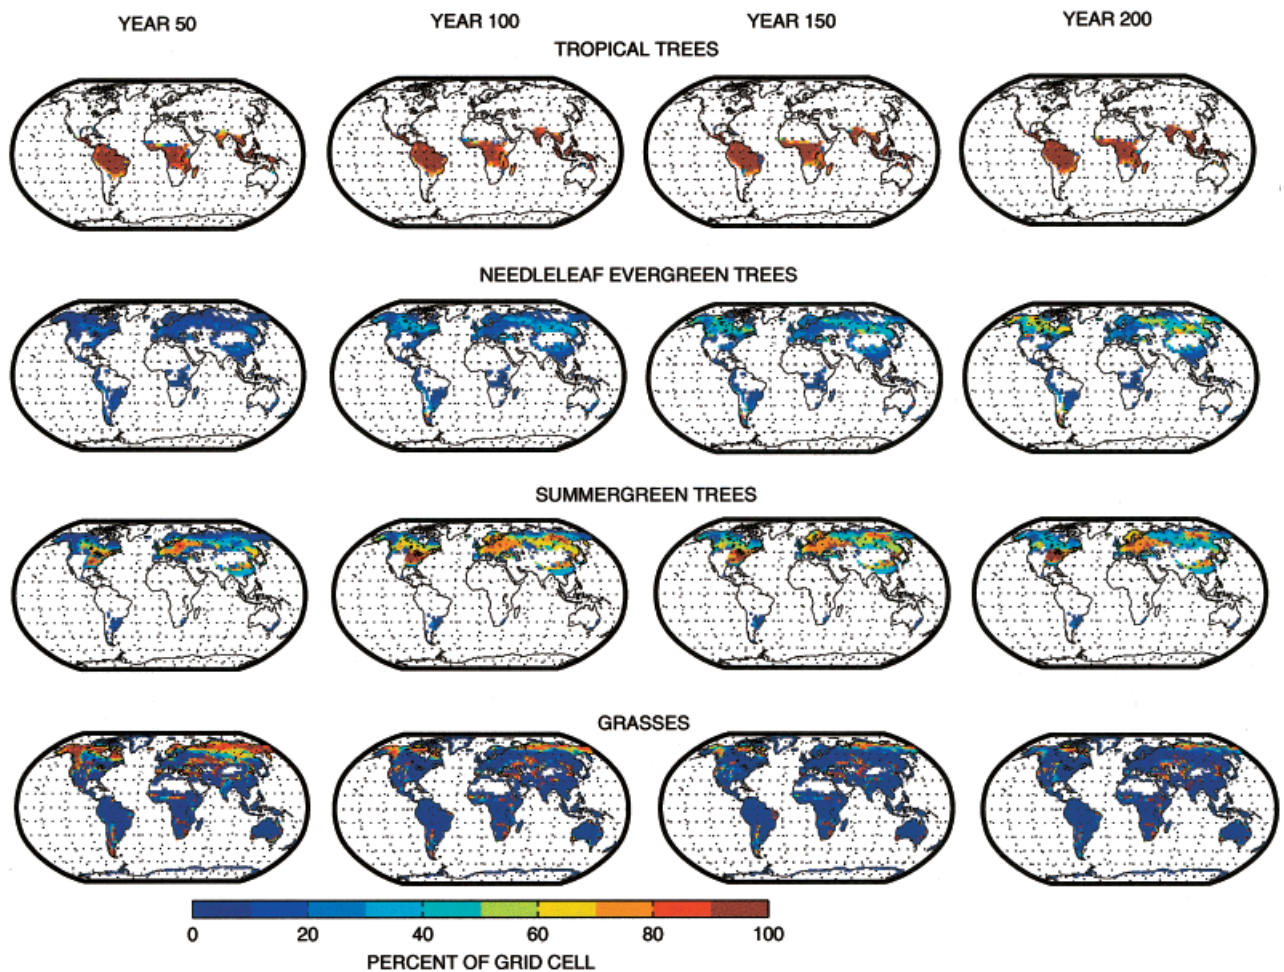 YEAR 50 YEAR 100 YEAR 150 YEAR 200
TROPICAL TREES
NEEDLELEAF EVERGREEN TREES
SUMMERGREEN TREES
GRASSES
0 20 40 60 80 100
PERCENT OF GRID CELL